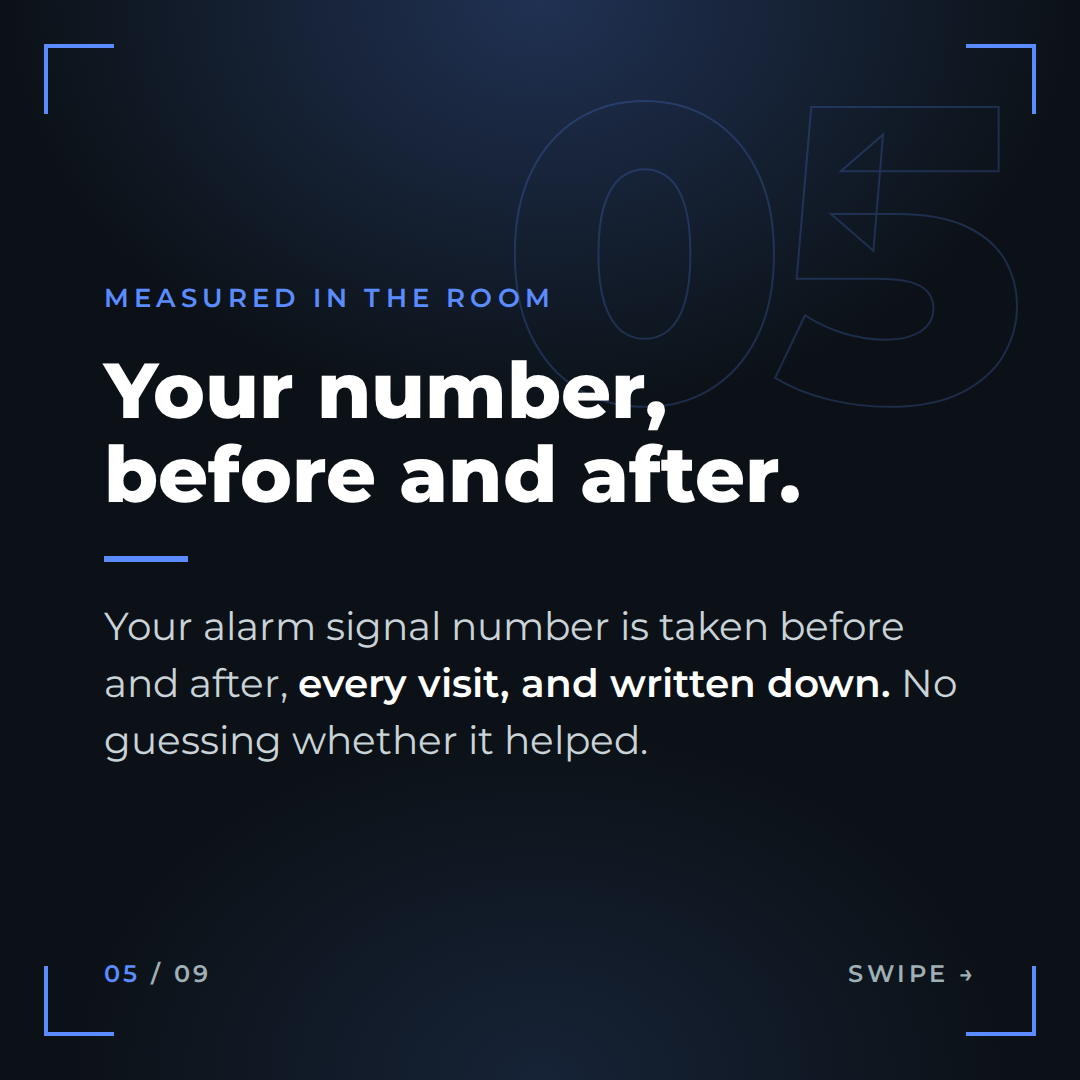 05
MEASURED IN THE ROOM
Your number,
before and after.
Your alarm signal number is taken before
and after, every visit, and written down. No
guessing whether it helped.
05 / 09
SWIPE →